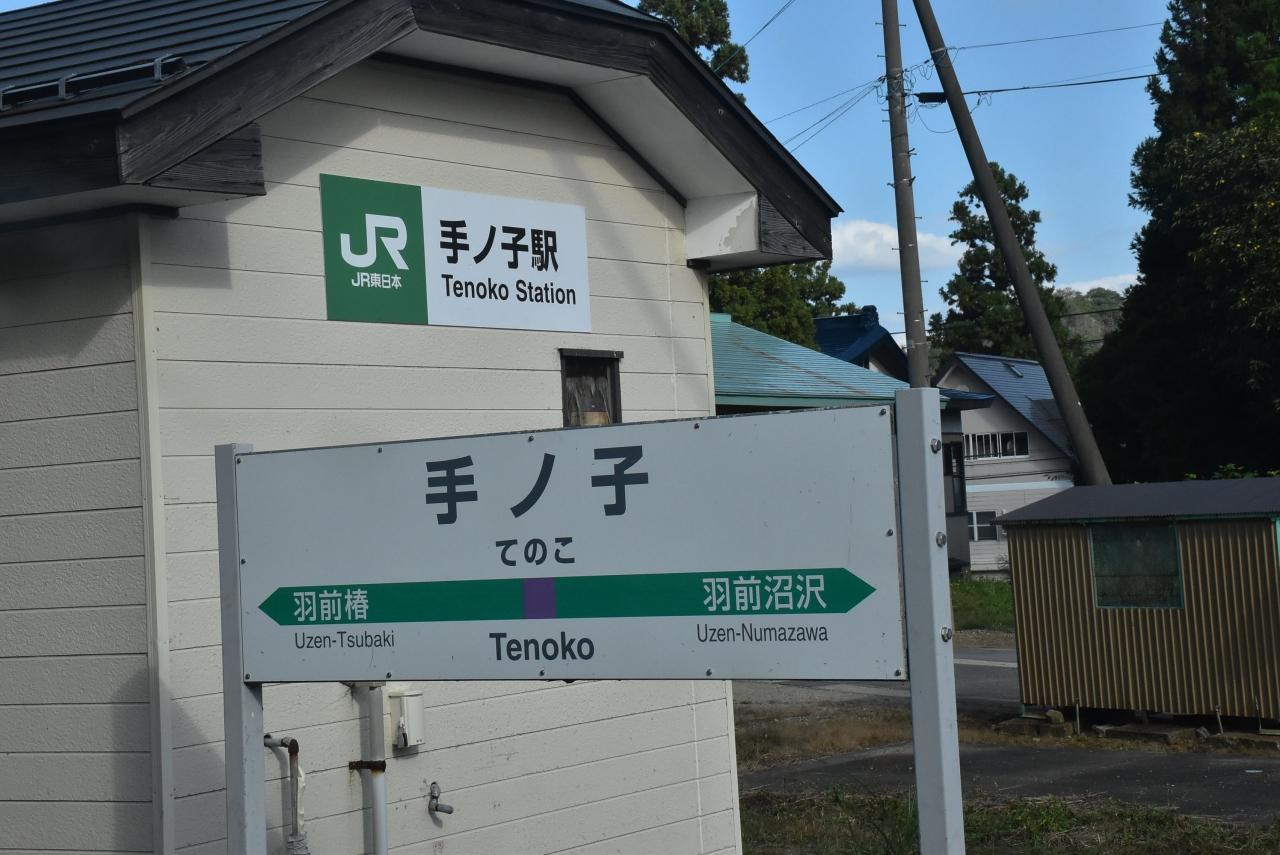 JR
JR東日本
手ノ子駅
Tenoko Station
手ノ子
てのこ
羽前椿
羽前沼沢
Uzen-Tsubaki
Tenoko
Uzen-Numazawa